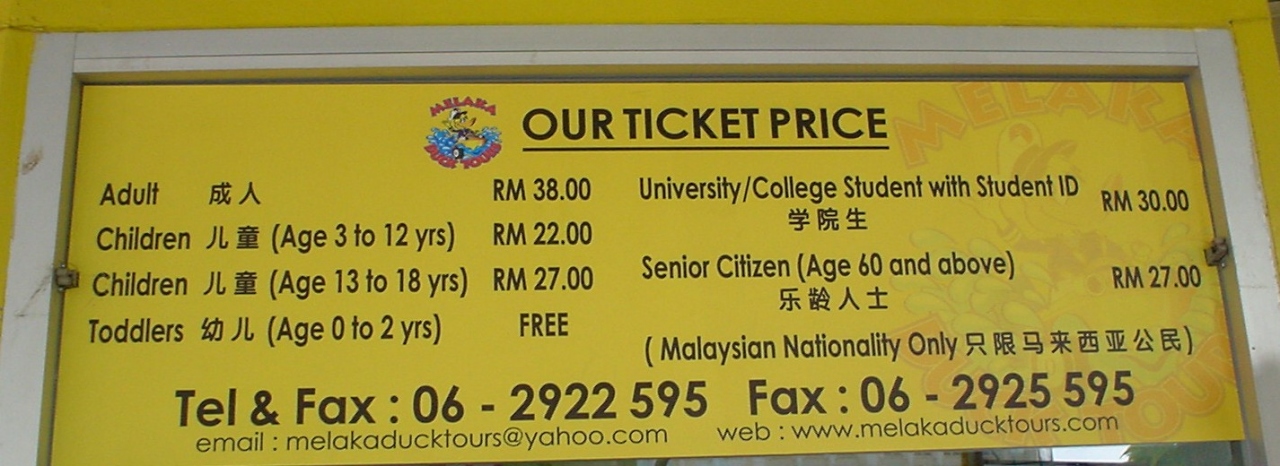 MELAKA
DUCK TOURS
OUR TICKET PRICE
Adult 成人 RM 38.00
Children 儿童 (Age 3 to 12 yrs) RM 22.00
Children 儿童 (Age 13 to 18 yrs) RM 27.00
Toddlers 幼儿 (Age 0 to 2 yrs) FREE
University/College Student with Student ID RM 30.00
学院生
Senior Citizen (Age 60 and above) RM 27.00
乐龄人士
( Malaysian Nationality Only 只限马来西亚公民)
Tel & Fax : 06 - 2922 595 Fax : 06 - 2925 595
email : melakaducktours@yahoo.com web : www.melakaducktours.com
MELAKA